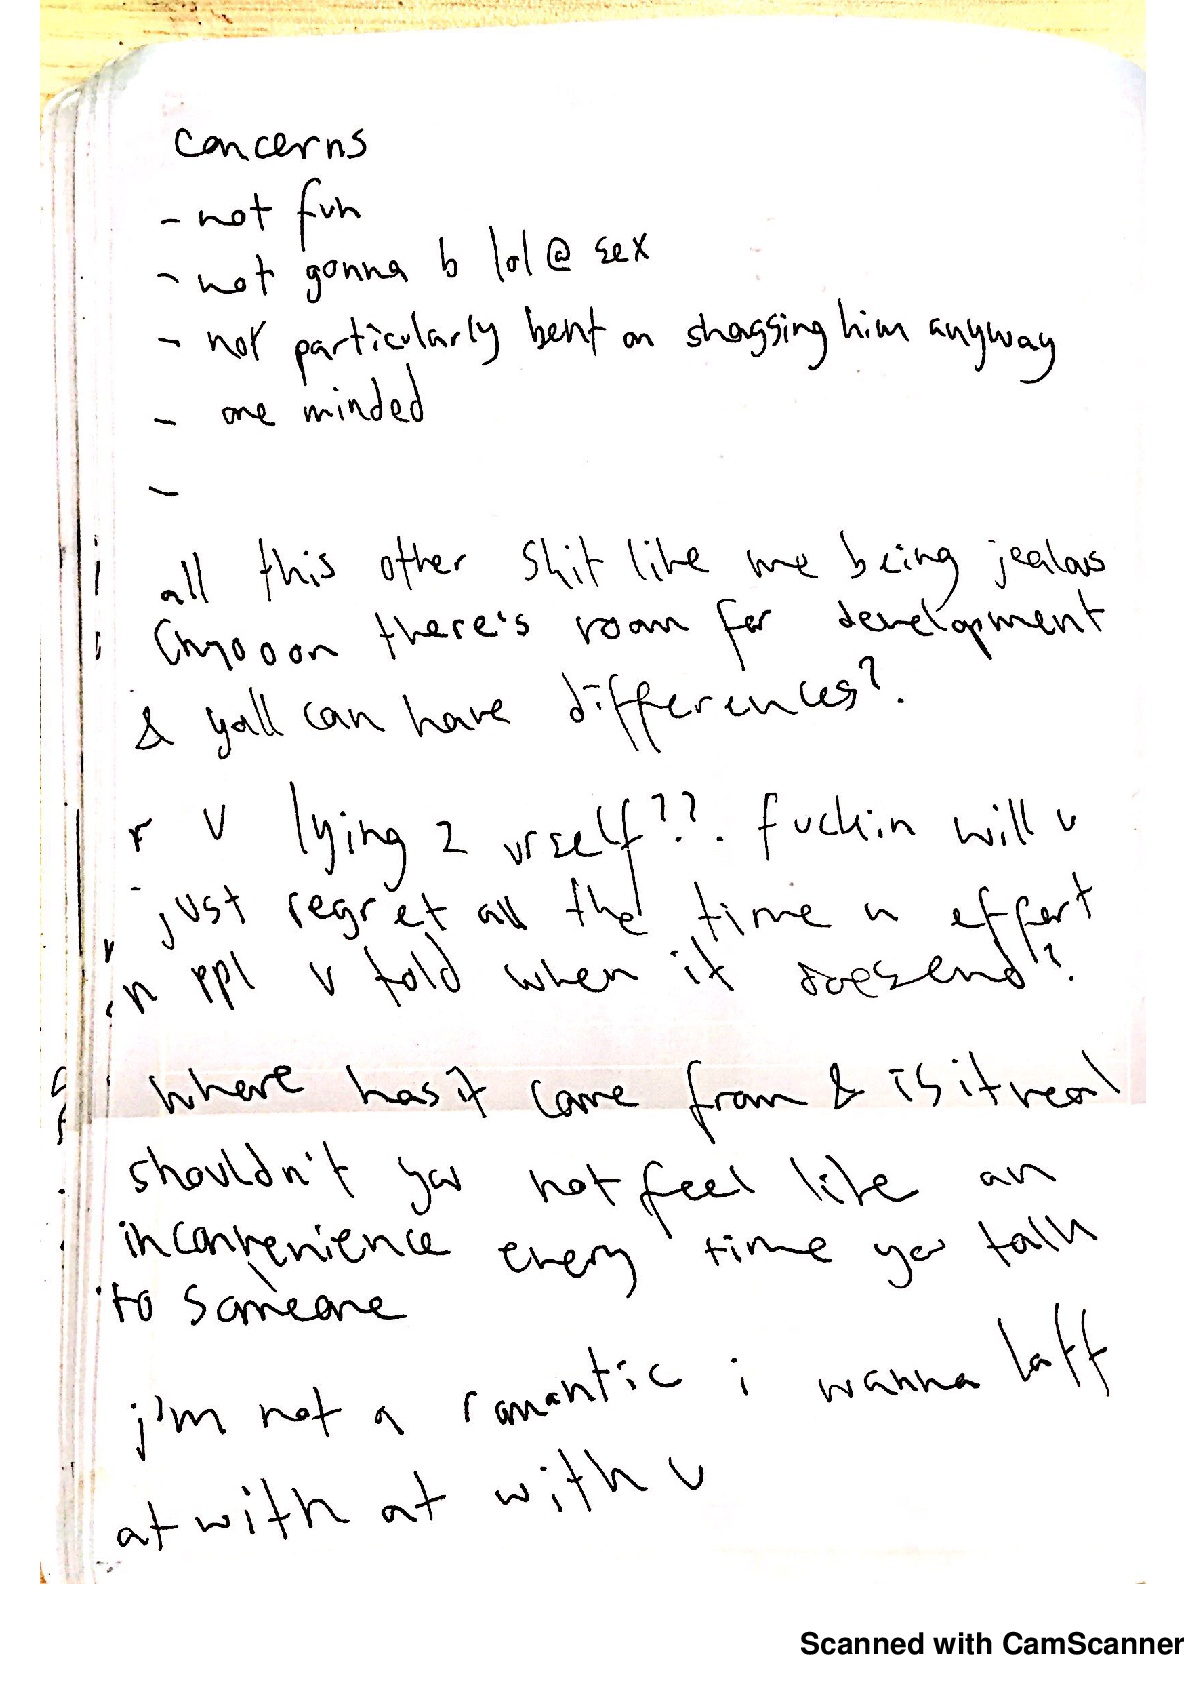 concerns
- not fun
- not gonna b lol @ sex
- not particularly bent on shagging him anyway
- one minded
-
all this other shit like me being jealous
there's room for development
& yall can have differences?.
r u lying 2 urself??. fuckin will u
just regret all the time n effort
n ppl u told when it does end?.
where has it come from & is it real
shouldn't you not feel like an
inconvenience every time you talk
to someone
i'm not a romantic i wanna laff
at with at with u
Scanned with CamScanner